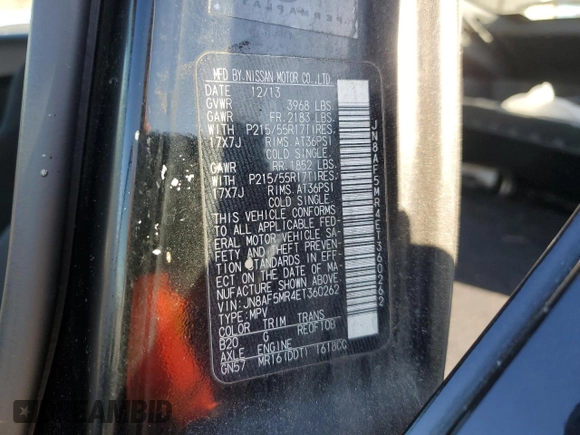 MFD BY NISSAN MOTOR CO., LTD.
DATE 12/13
GVWR 3968 LBS.
GAWR FR. 2183 LBS.
WITH P215/55R17TIRES.
17X7J RIMS. AT36PSI
COLD SINGLE.
GAWR RR. 1852 LBS.
WITH P215/55R17TIRES.
17X7J RIMS. AT36PSI
COLD SINGLE.
THIS VEHICLE CONFORMS
TO ALL APPLICABLE FED-
ERAL MOTOR VEHICLE SA-
FETY AND THEFT PREVEN-
TION STANDARDS IN EFF-
ECT ON THE DATE OF MA-
NUFACTURE SHOWN ABOVE
VIN:JN8AF5MR4ET360262
TYPE:MPV
COLOR TRIM TRANS
B20 G RE0F10B
AXLE ENGINE
GN57 MR16(DDT) 1618CC
JN8AF5MR4ET360262